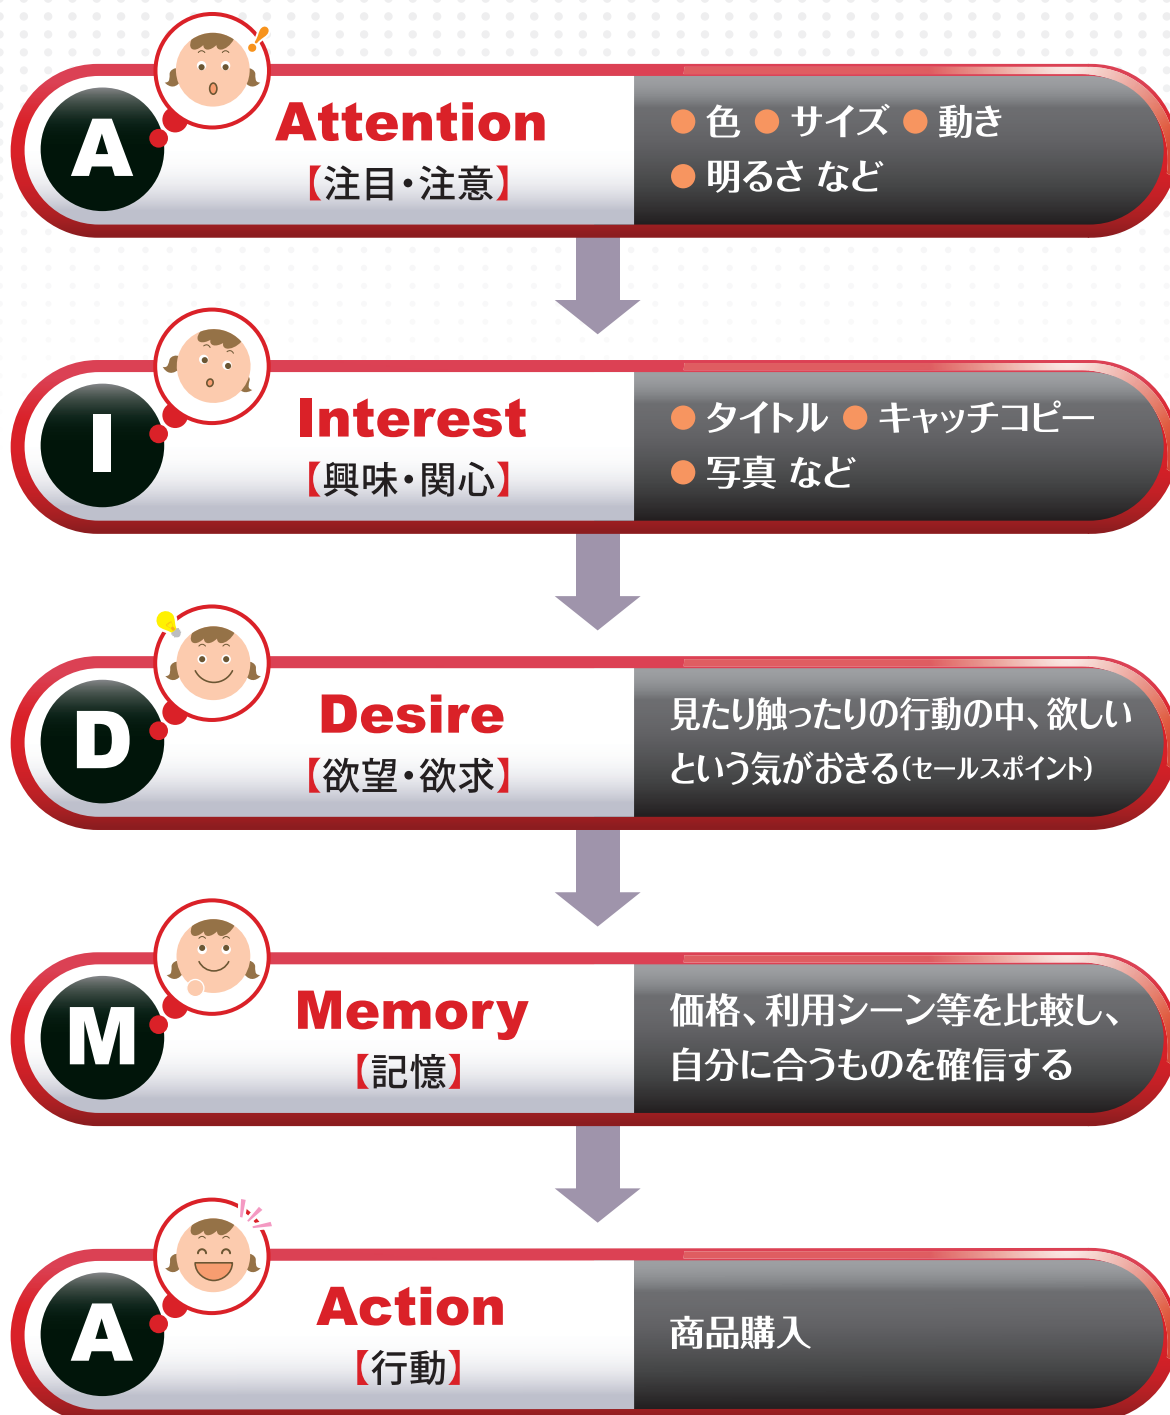 A
Attention
【注目・注意】
● 色 ● サイズ ● 動き
● 明るさ など
I
Interest
【興味・関心】
● タイトル ● キャッチコピー
● 写真 など
D
Desire
【欲望・欲求】
見たり触ったりの行動の中、欲しい
という気がおきる(セールスポイント)
M
Memory
【記憶】
価格、利用シーン等を比較し、
自分に合うものを確信する
A
Action
【行動】
商品購入